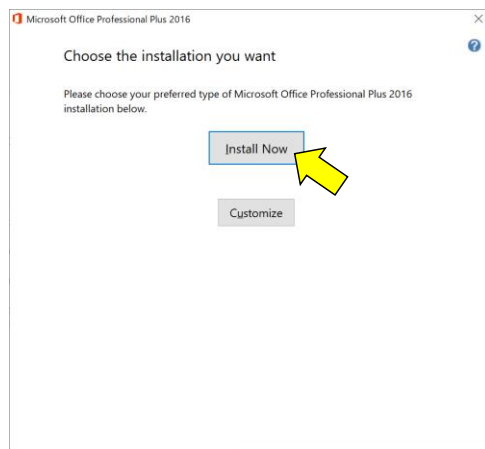 Microsoft Office Professional Plus 2016
Choose the installation you want
Please choose your preferred type of Microsoft Office Professional Plus 2016
installation below.
Install Now
Customize